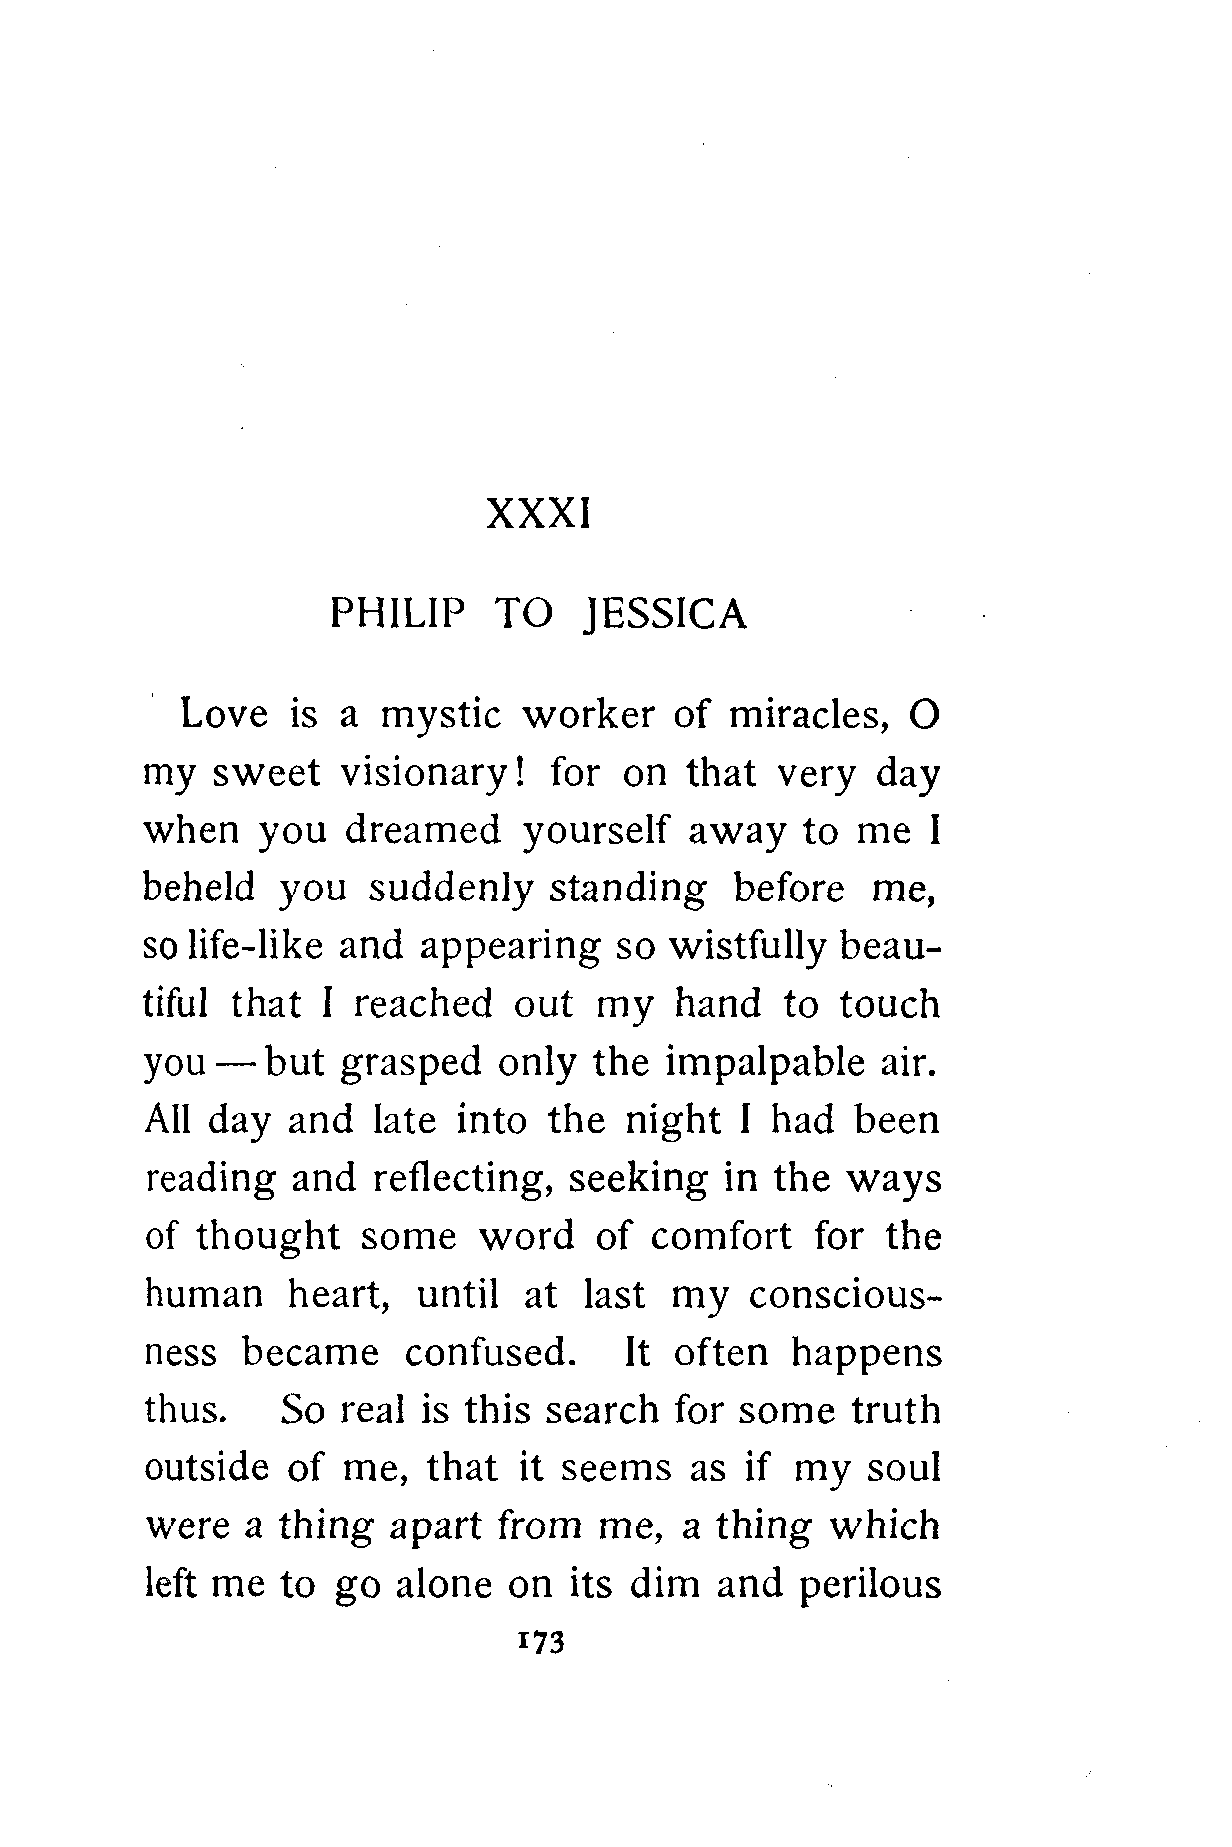 XXXI
PHILIP TO JESSICA
Love is a mystic worker of miracles, O
my sweet visionary! for on that very day
when you dreamed yourself away to me I
beheld you suddenly standing before me,
so life-like and appearing so wistfully beau-
tiful that I reached out my hand to touch
you — but grasped only the impalpable air.
All day and late into the night I had been
reading and reflecting, seeking in the ways
of thought some word of comfort for the
human heart, until at last my conscious-
ness became confused. It often happens
thus. So real is this search for some truth
outside of me, that it seems as if my soul
were a thing apart from me, a thing which
left me to go alone on its dim and perilous
173